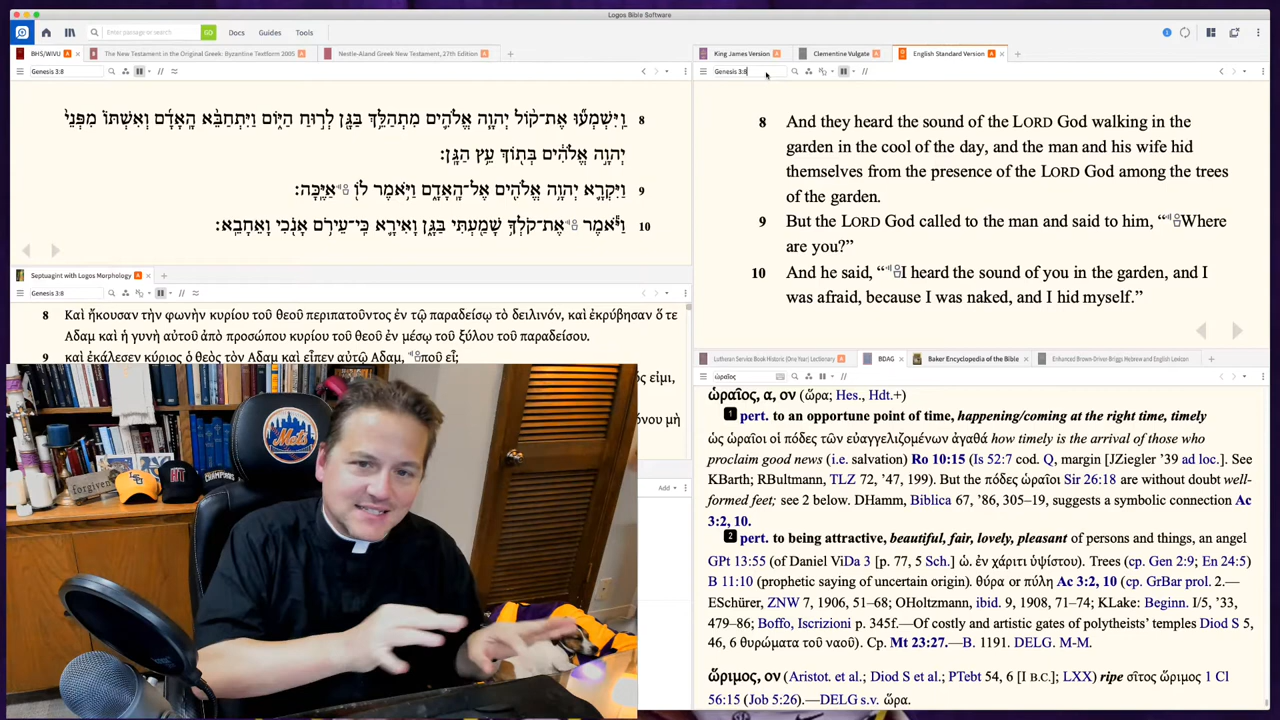 Logos Bible Software
Enter passage or search
GO
Docs
Guides
Tools
BHS/WIVU A
The New Testament in the Original Greek: Byzantine Textform 2005 A
Nestle-Aland Greek New Testament, 27th Edition A
Genesis 3:8
8 וַֽיִּשְׁמְע֞וּ אֶת־ק֨וֹל יְהוָ֧ה אֱלֹהִ֛ים מִתְהַלֵּ֥ךְ בַּגָּ֖ן לְר֣וּחַ הַיּ֑וֹם וַיִּתְחַבֵּ֨א הָֽאָדָ֜ם וְאִשְׁתּ֗וֹ מִפְּנֵי֙
יְהוָ֣ה אֱלֹהִ֔ים בְּת֖וֹךְ עֵ֥ץ הַגָּֽן׃
9 וַיִּקְרָ֛א יְהוָ֥ה אֱלֹהִ֖ים אֶל־הָֽאָדָ֑ם וַיֹּ֥אמֶר ל֖וֹ אַיֶּֽכָּה׃
10 וַיֹּ֕אמֶר אֶת־קֹלְךָ֥ שָׁמַ֖עְתִּי בַּגָּ֑ן וָאִירָ֛א כִּֽי־עֵירֹ֥ם אָנֹ֖כִי וָאֵחָבֵֽא׃
Septuagint with Logos Morphology A
Genesis 3:8
8 Καὶ ἤκουσαν τὴν φωνὴν κυρίου τοῦ θεοῦ περιπατοῦντος ἐν τῷ παραδείσῳ τὸ δειλινόν, καὶ ἐκρύβησαν ὅ τε
Αδαμ καὶ ἡ γυνὴ αὐτοῦ ἀπὸ προσώπου κυρίου τοῦ θεοῦ ἐν μέσῳ τοῦ ξύλου τοῦ παραδείσου.
9 καὶ ἐκάλεσεν κύριος ὁ θεὸς τὸν Αδαμ καὶ εἶπεν αὐτῷ Αδαμ, ποῦ εἶ;
ς εἰμι,
όνου μὴ
Add
Forgiven
Mets
CHAMPIONS
King James Version A
Clementine Vulgate A
English Standard Version A
Genesis 3:8
8 And they heard the sound of the LORD God walking in the
garden in the cool of the day, and the man and his wife hid
themselves from the presence of the LORD God among the trees
of the garden.
9 But the LORD God called to the man and said to him, “Where
are you?”
10 And he said, “I heard the sound of you in the garden, and I
was afraid, because I was naked, and I hid myself.”
Lutheran Service Book Historic (One Year) Lectionary A
BDAG
Baker Encyclopedia of the Bible
Enhanced Brown-Driver-Briggs Hebrew and English Lexicon
ὡραῖος
ὡραῖος, α, ον (ὥρα; Hes., Hdt.+)
1 pert. to an opportune point of time, happening/coming at the right time, timely
ὡς ὡραῖοι οἱ πόδες τῶν εὐαγγελιζομένων ἀγαθά how timely is the arrival of those who
proclaim good news (i.e. salvation) Ro 10:15 (Is 52:7 cod. Q, margin [JZiegler ’39 ad loc.]. See
KBarth; RBultmann, TLZ 72, ’47, 199). But the πόδες ὡραῖοι Sir 26:18 are without doubt well-
formed feet; see 2 below. DHamm, Biblica 67, ’86, 305–19, suggests a symbolic connection Ac
3:2, 10.
2 pert. to being attractive, beautiful, fair, lovely, pleasant of persons and things, an angel
GPt 13:55 (of Daniel ViDa 3 [p. 77, 5 Sch.] ὡ. ἐν χάριτι ὑψίστου). Trees (cp. Gen 2:9; En 24:5)
B 11:10 (prophetic saying of uncertain origin). θύρα or πύλη Ac 3:2, 10 (cp. GrBar prol. 2.—
ESchürer, ZNW 7, 1906, 51–68; OHoltzmann, ibid. 9, 1908, 71–74; KLake: Beginn. I/5, ’33,
479–86; Boffo, Iscrizioni p. 345f.—Of costly and artistic gates of polytheists’ temples Diod S 5,
46, 6 θυρώματα τοῦ ναοῦ). Cp. Mt 23:27.—B. 1191. DELG. M-M.
ὥριμος, ον (Aristot. et al.; Diod S et al.; PTebt 54, 6 [I B.C.]; LXX) ripe σῖτος ὥριμος 1 Cl
56:15 (Job 5:26).—DELG s.v. ὥρα.